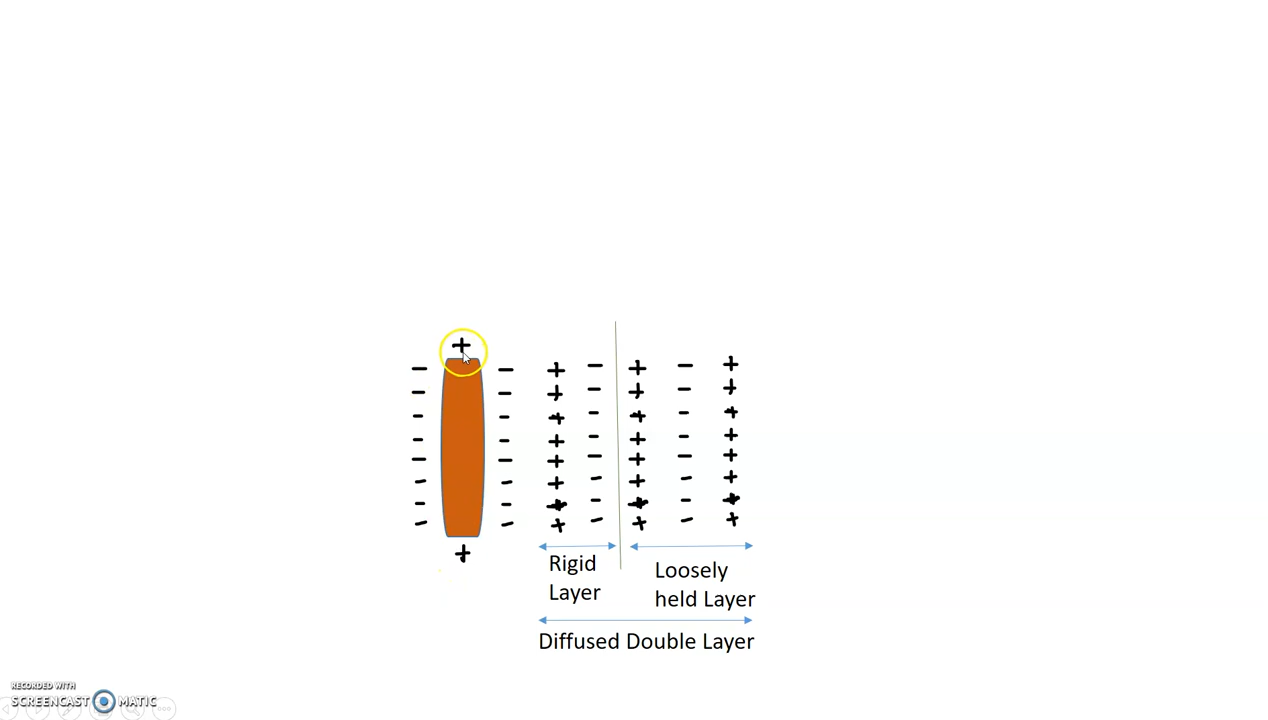 Rigid
Layer
Loosely
held Layer
Diffused Double Layer
RECORDED WITH
SCREENCAST MATIC